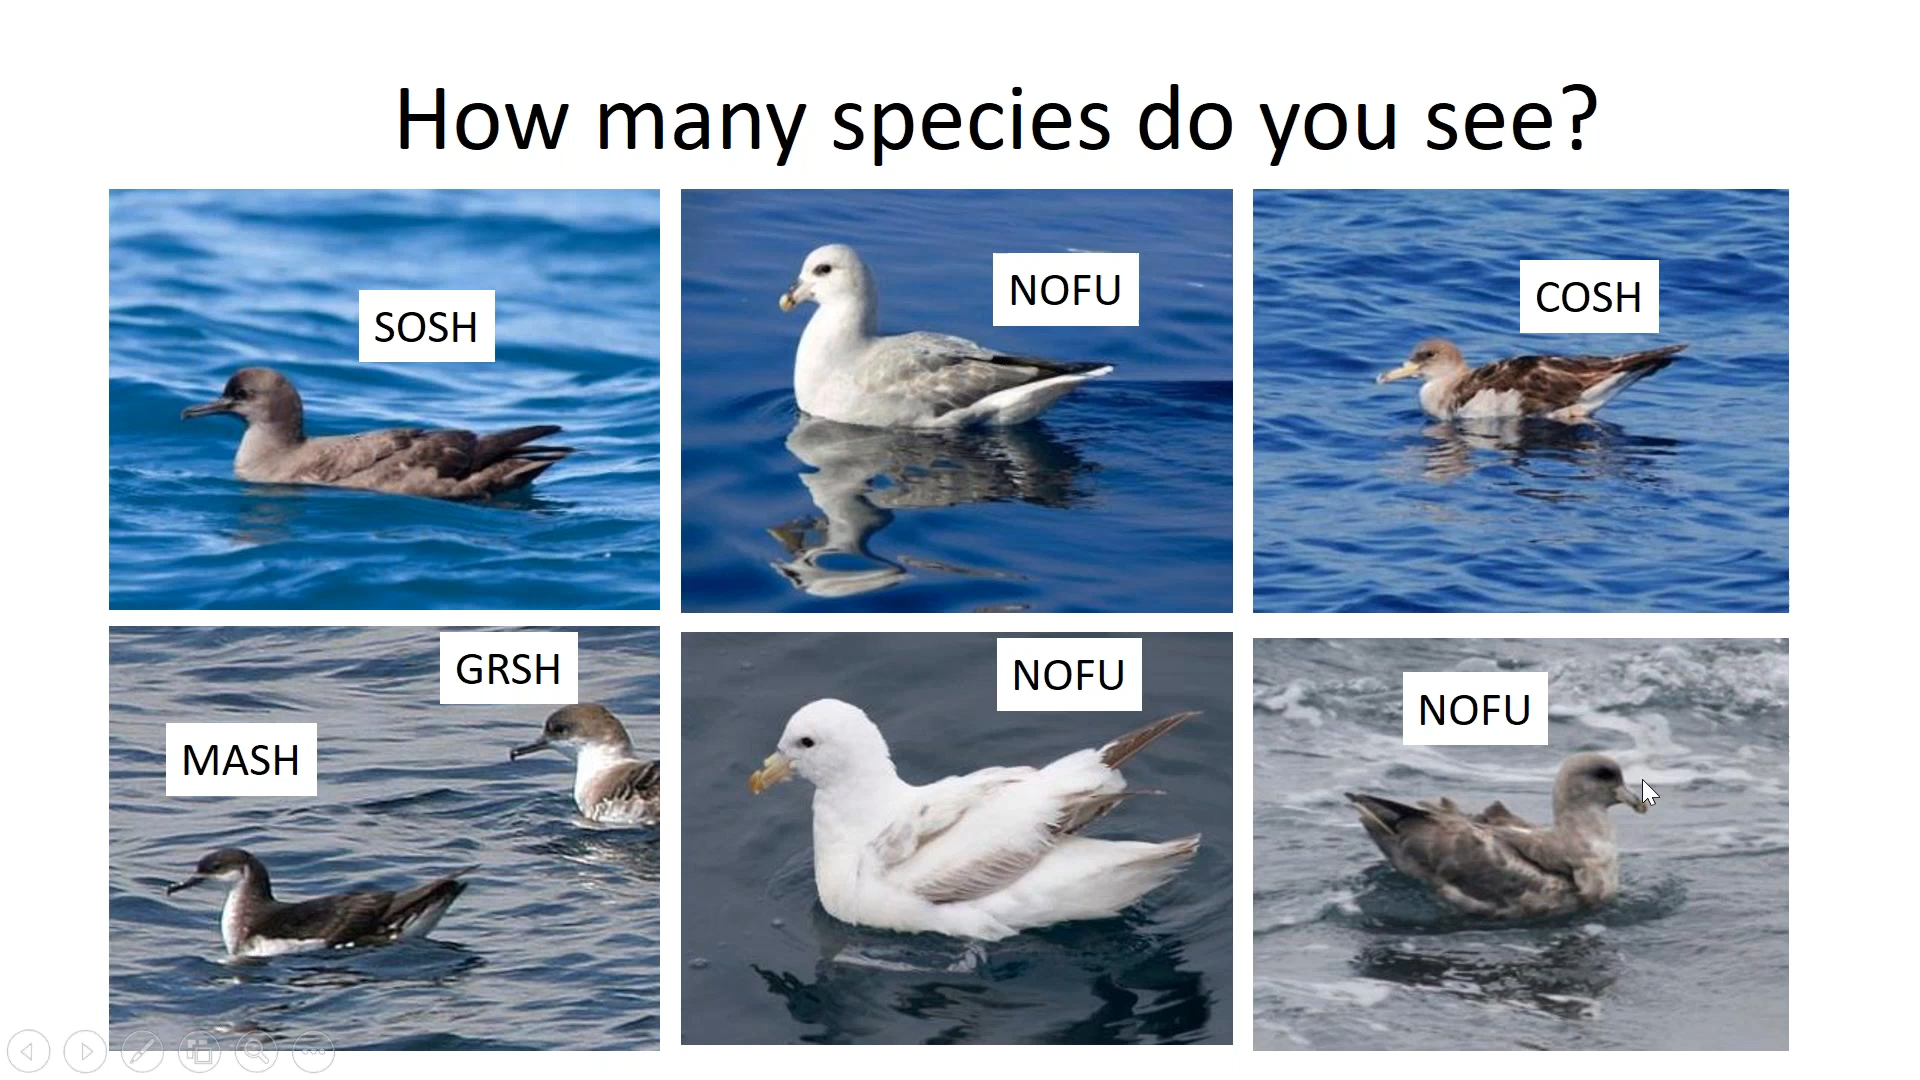 How many species do you see?
SOSH
NOFU
COSH
GRSH
MASH
NOFU
NOFU